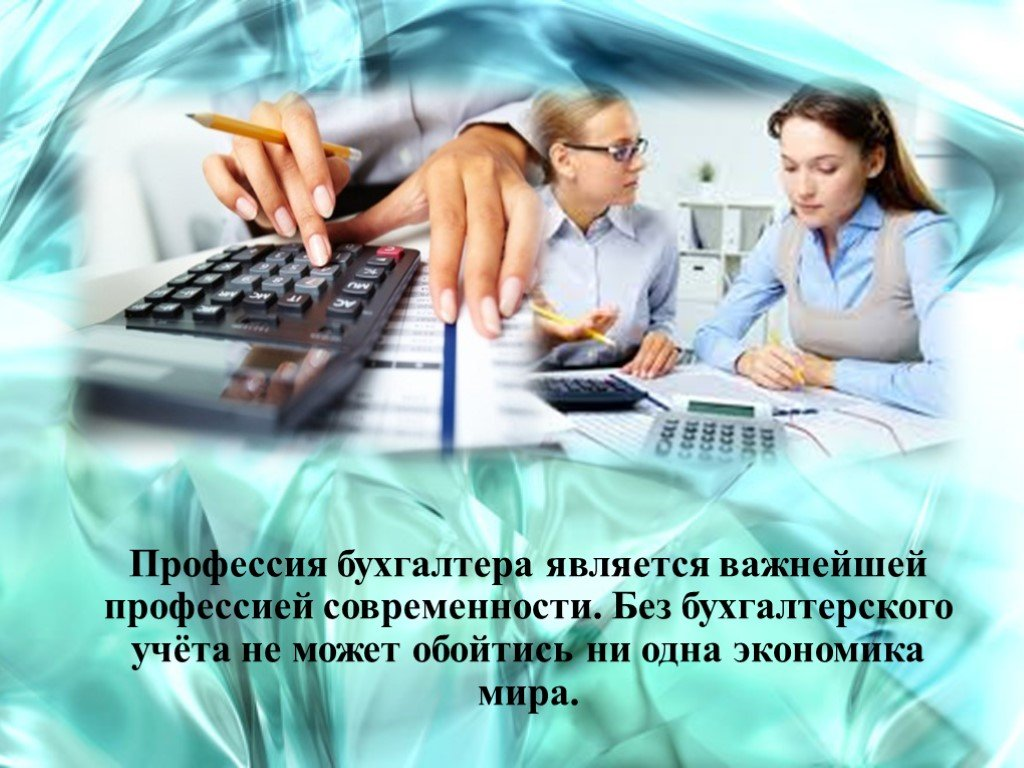 Профессия бухгалтера является важнейшей
профессией современности. Без бухгалтерского
учёта не может обойтись ни одна экономика
мира.